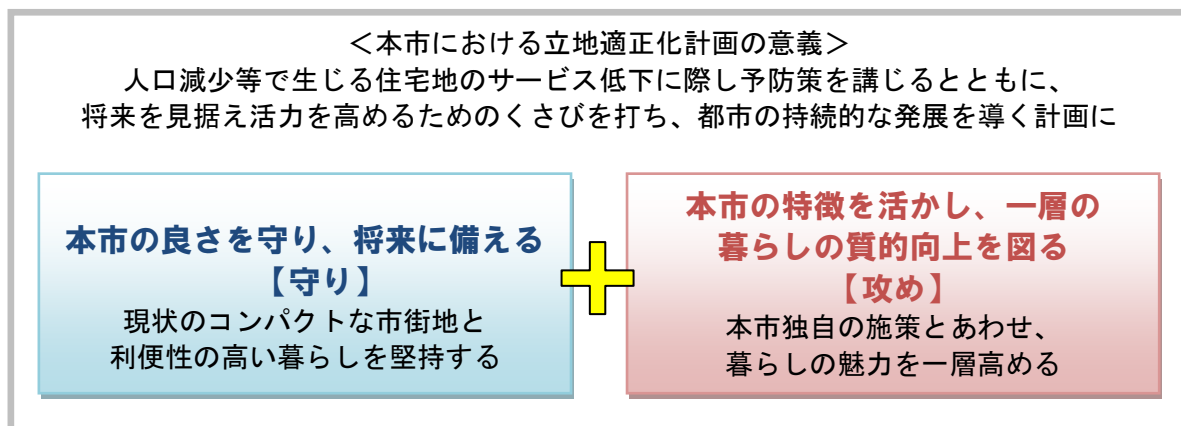 ＜本市における立地適正化計画の意義＞
人口減少等で生じる住宅地のサービス低下に際し予防策を講じるとともに、
将来を見据え活力を高めるためのくさびを打ち、都市の持続的な発展を導く計画に
本市の良さを守り、将来に備える
【守り】
現状のコンパクトな市街地と
利便性の高い暮らしを堅持する
本市の特徴を活かし、一層の
暮らしの質的向上を図る
【攻め】
本市独自の施策とあわせ、
暮らしの魅力を一層高める